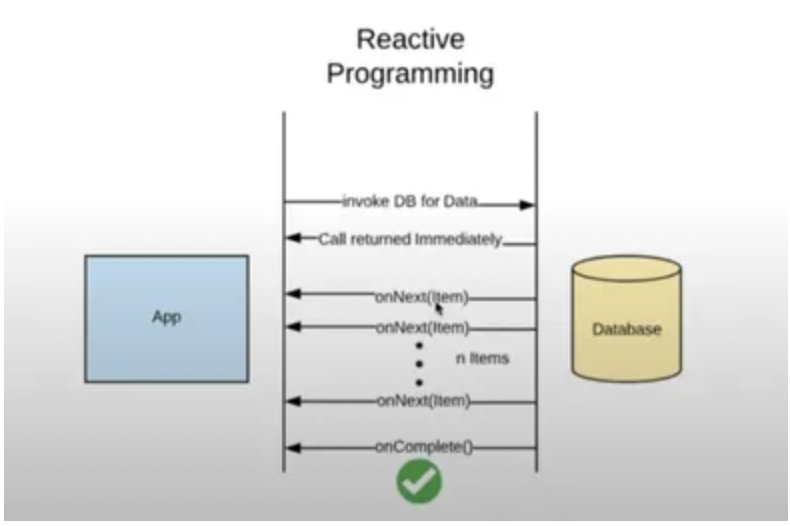 Reactive
Programming
invoke DB for Data
Call returned Immediately
App
onNext(Item)
onNext(Item)
Database
n Items
onNext(Item)
onComplete()